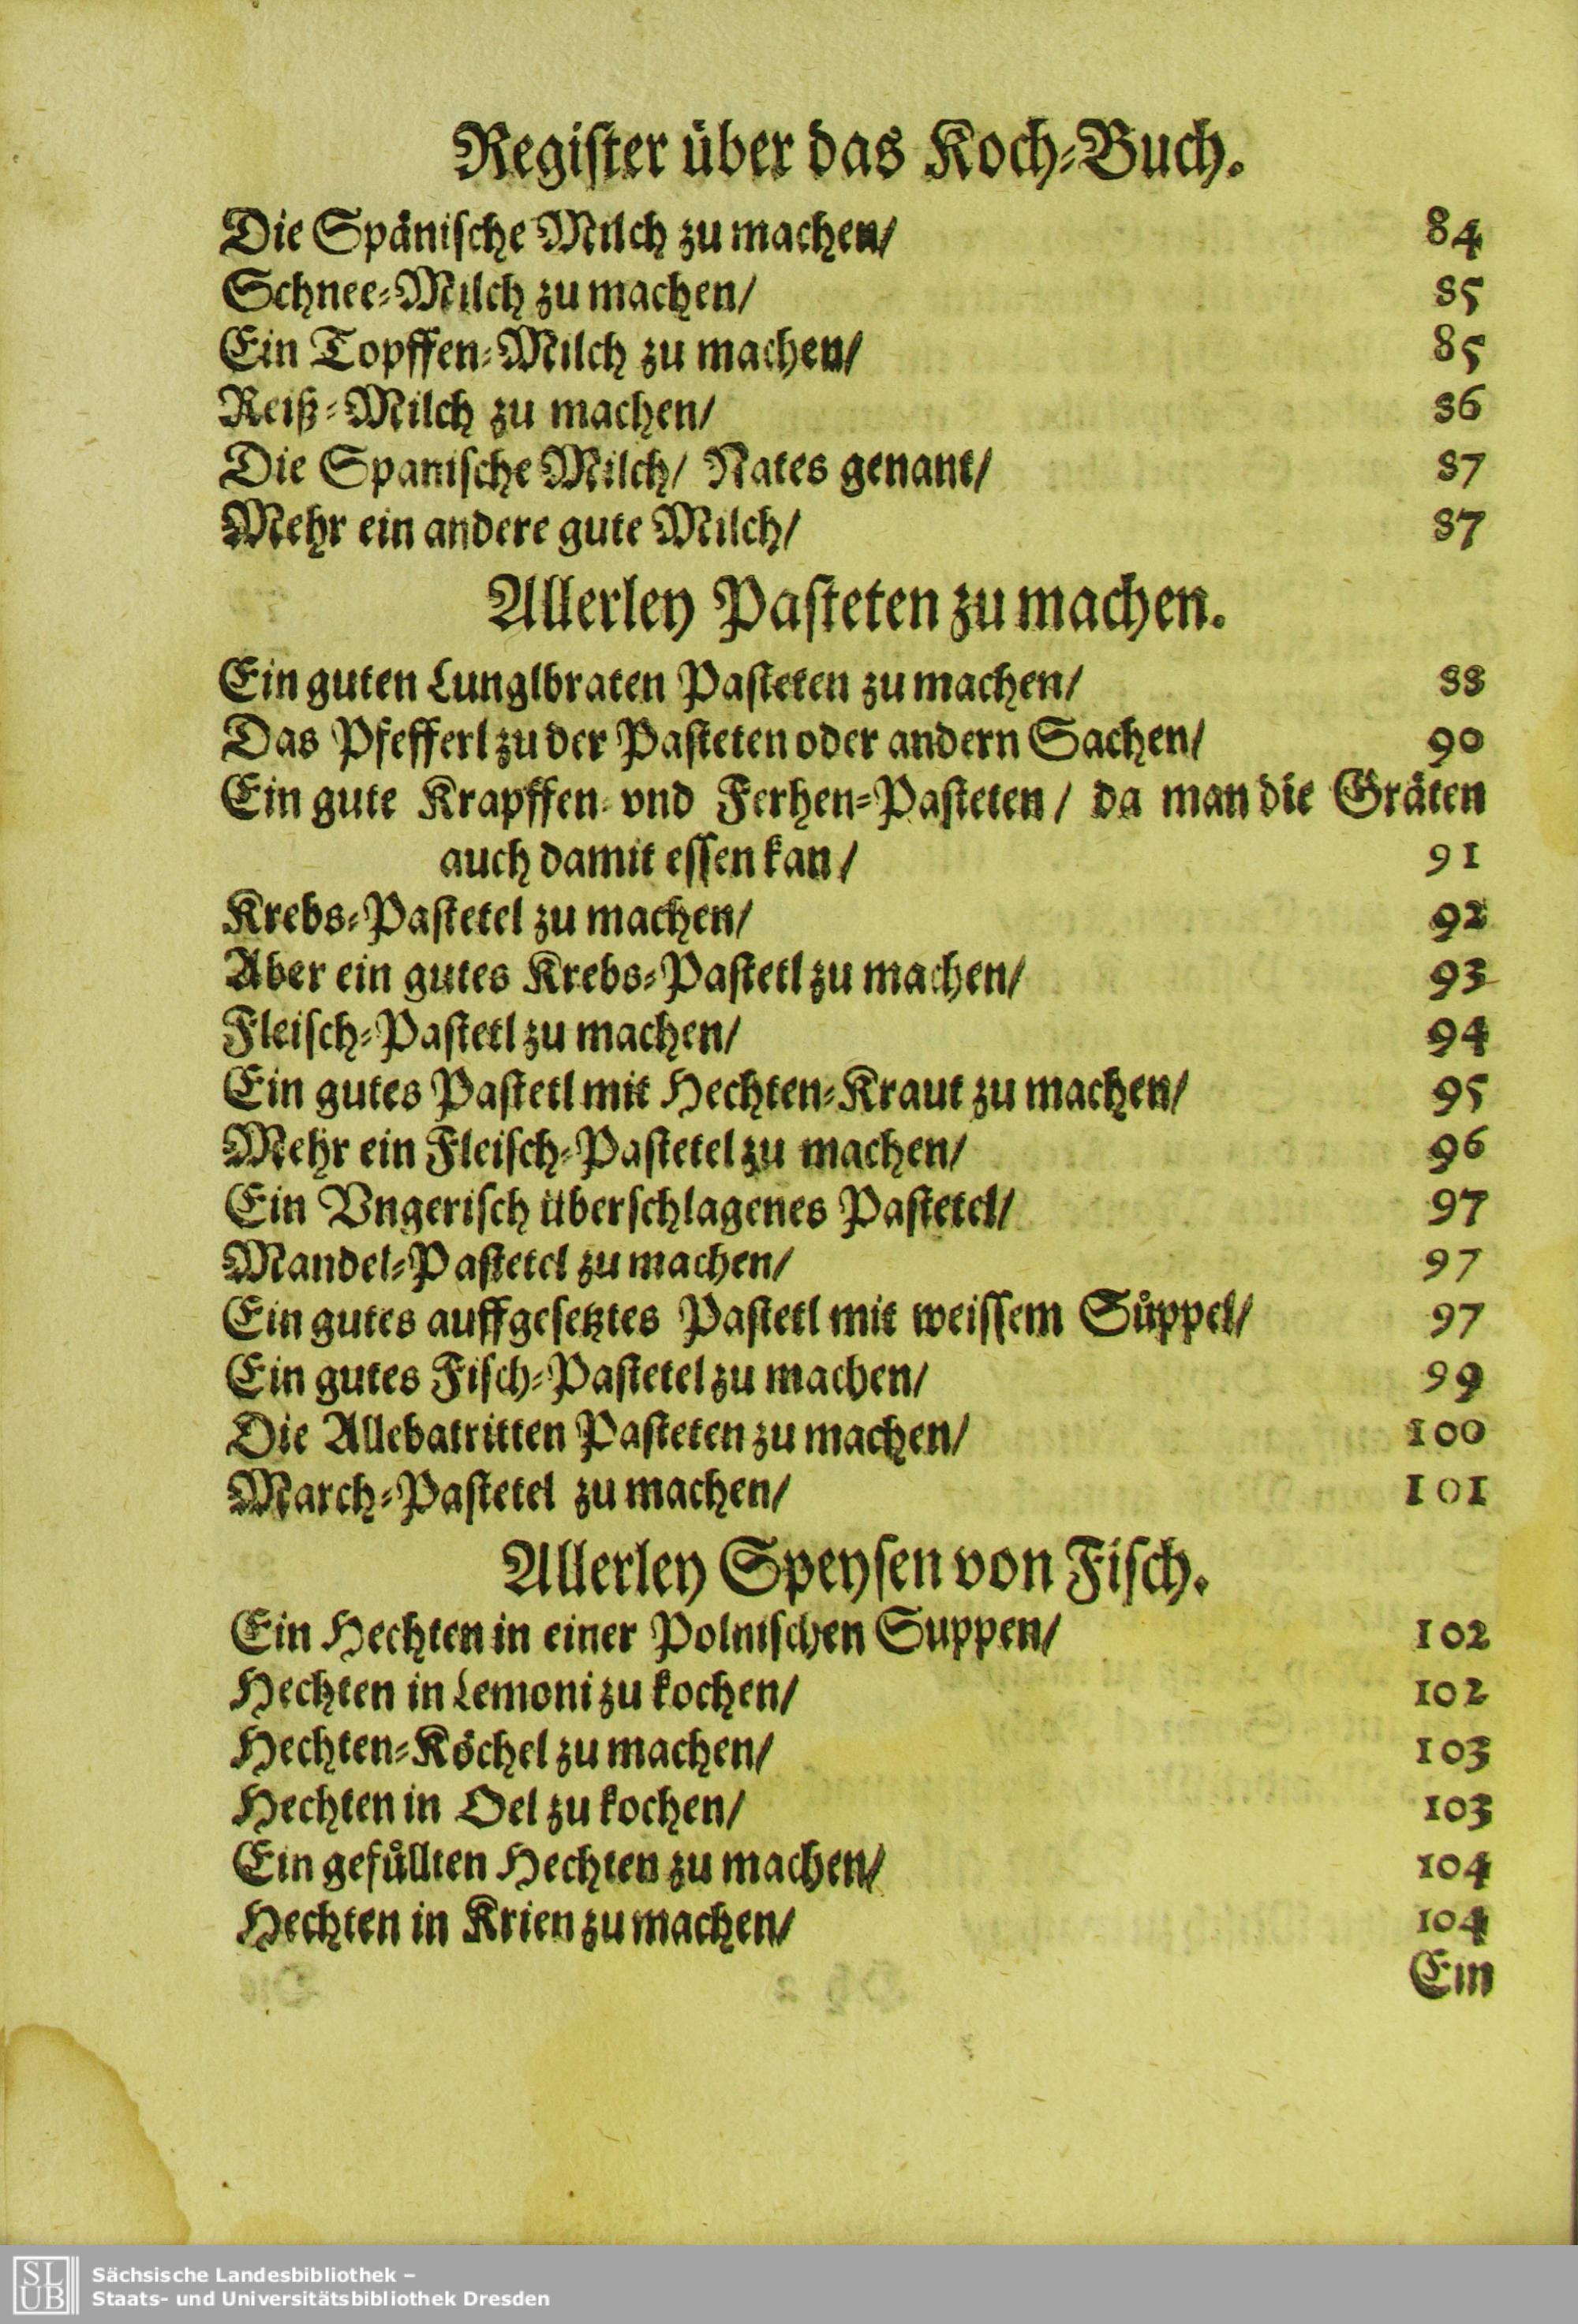 Register über das Koch-Buch.
Die Spänische Milch zu machen/ 84
Schnee-Milch zu machen/ 85
Ein Topffen-Milch zu machen/ 85
Reiß-Milch zu machen/ 86
Die Spanische Milch/ Nates genant/ 87
Mehr ein andere gute Milch/ 87
Allerley Pasteten zu machen.
Ein guten Lunglbraten Pasteten zu machen/ 88
Das Pfefferl zu der Pasteten oder andern Sachen/ 90
Ein gute Krapffen- vnd Ferhen-Pasteten/ da man die Gräten
auch damit essen kan/ 91
Krebs-Pastetel zu machen/ 92
Aber ein gutes Krebs-Pastetl zu machen/ 93
Fleisch-Pastetl zu machen/ 94
Ein gutes Pastetl mit Hechten-Kraut zu machen/ 95
Mehr ein Fleisch-Pastetel zu machen/ 96
Ein Vngerisch überschlagenes Pastetel/ 97
Mandel-Pastetel zu machen/ 97
Ein gutes auffgesetztes Pastetl mit weissem Süppel/ 97
Ein gutes Fisch-Pastetel zu machen/ 99
Die Allebatritten Pasteten zu machen/ 100
March-Pastetel zu machen/ 101
Allerley Speysen von Fisch.
Ein Hechten in einer Polnischen Suppen/ 102
Hechten in Lemoni zu kochen/ 102
Hechten-Köchel zu machen/ 103
Hechten in Oel zu kochen/ 103
Ein gefüllten Hechten zu machen/ 104
Hechten in Krien zu machen/ 104
Ein
SLUB
Sächsische Landesbibliothek –
Staats- und Universitätsbibliothek Dresden